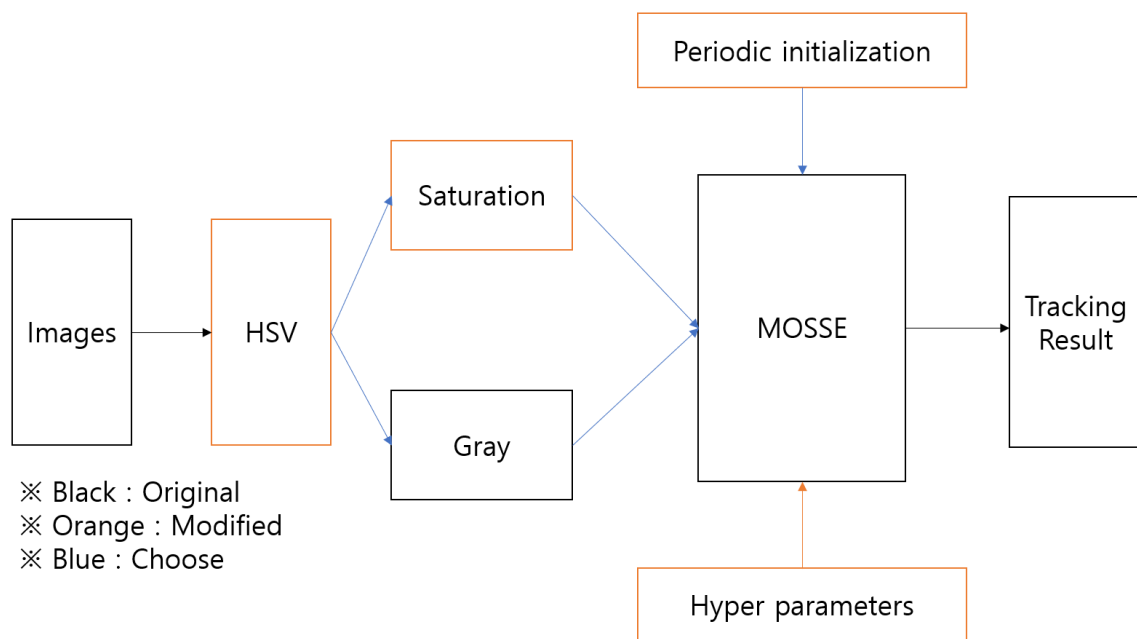 Periodic initialization
Saturation
Images
HSV
MOSSE
Tracking
Result
Gray
※ Black : Original
※ Orange : Modified
※ Blue : Choose
Hyper parameters